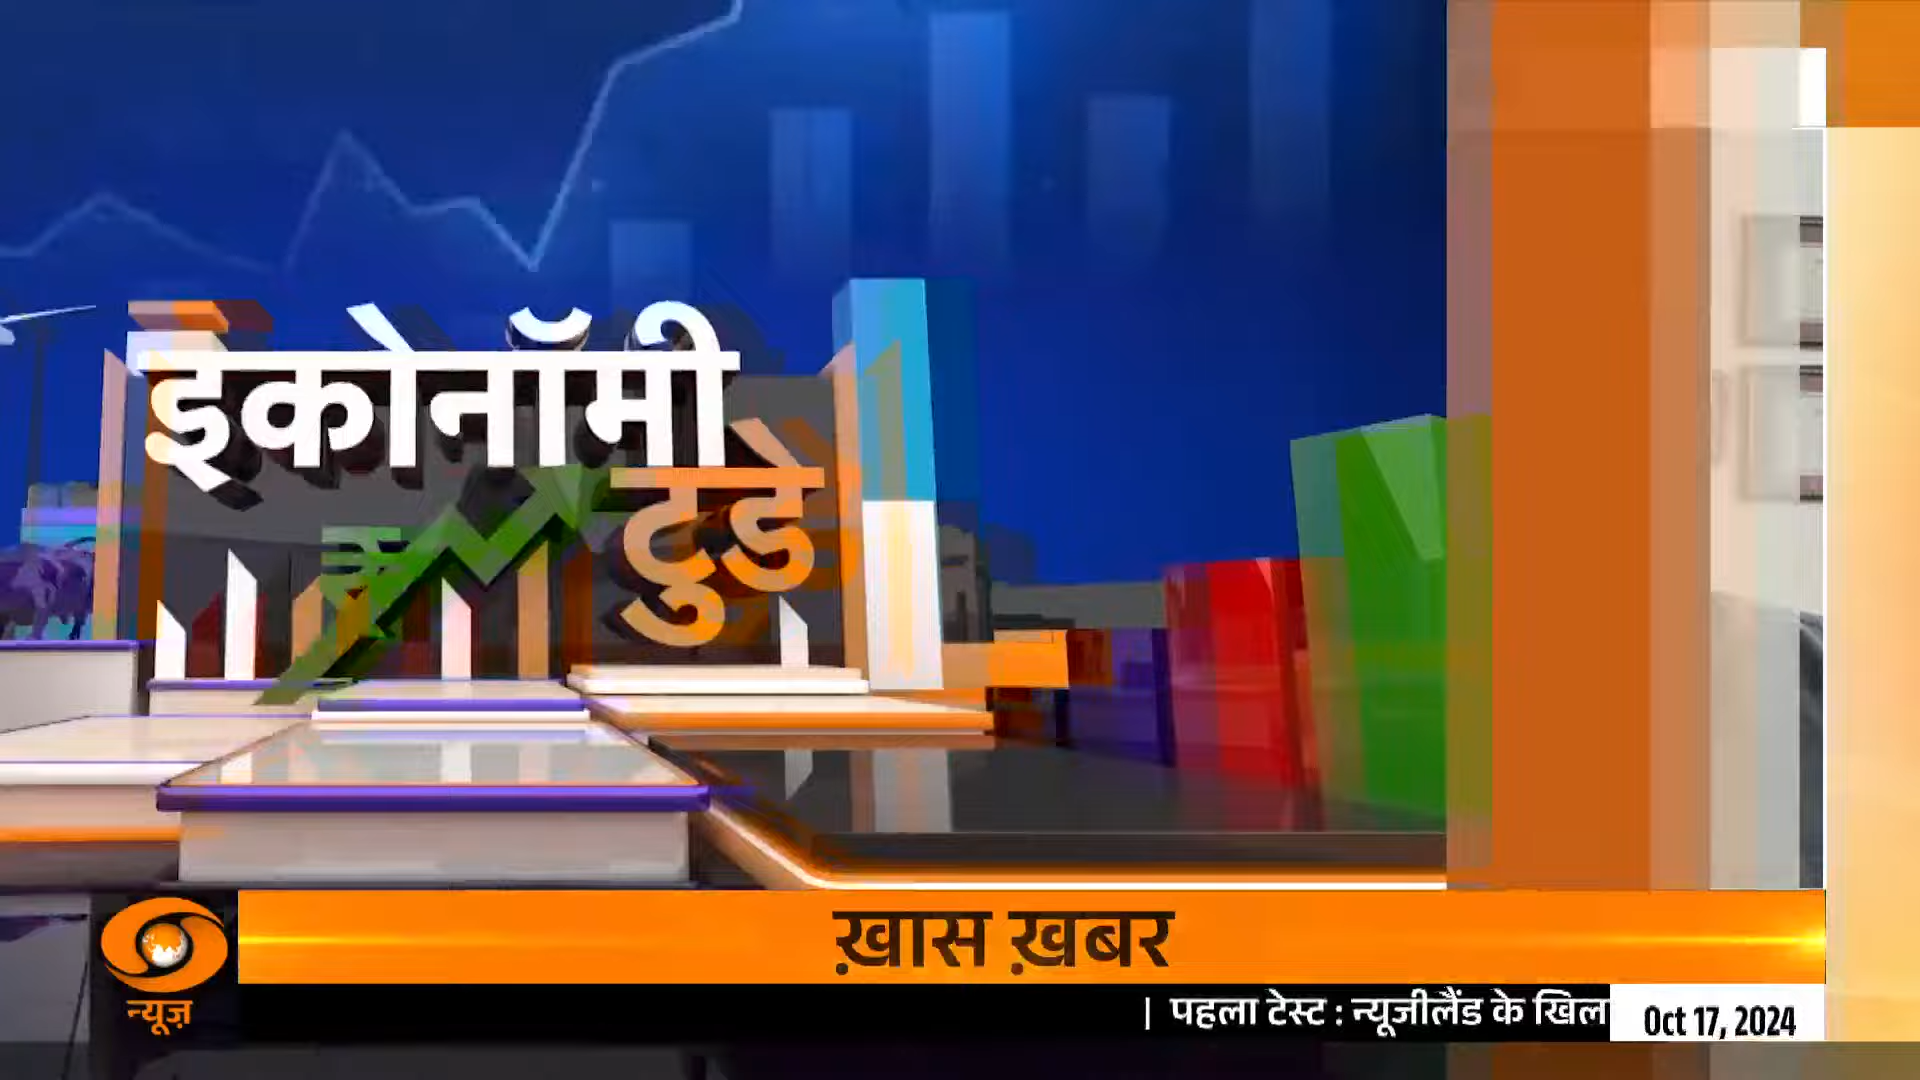 इकोनॉमी
टुडे
ख़ास ख़बर
न्यूज़
| पहला टेस्ट : न्यूजीलैंड के खिल
Oct 17, 2024